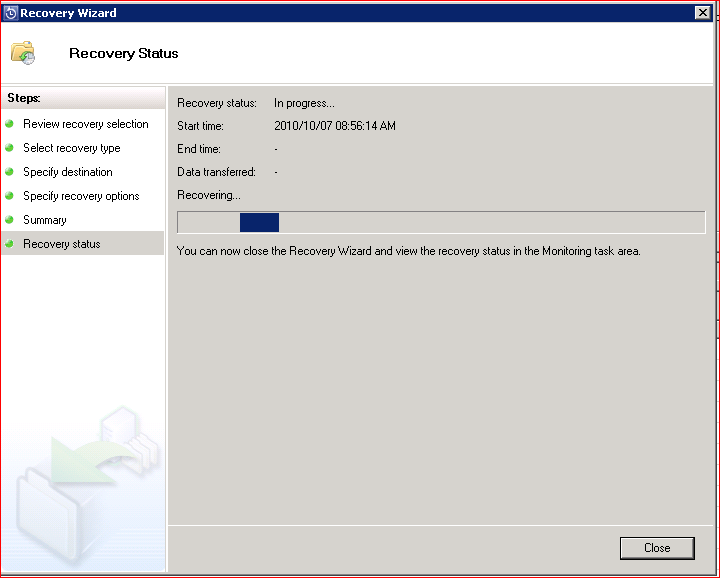 Recovery Wizard
Recovery Status
Steps:
Review recovery selection
Select recovery type
Specify destination
Specify recovery options
Summary
Recovery status
Recovery status: In progress...
Start time: 2010/10/07 08:56:14 AM
End time: -
Data transferred: -
Recovering...
You can now close the Recovery Wizard and view the recovery status in the Monitoring task area.
Close